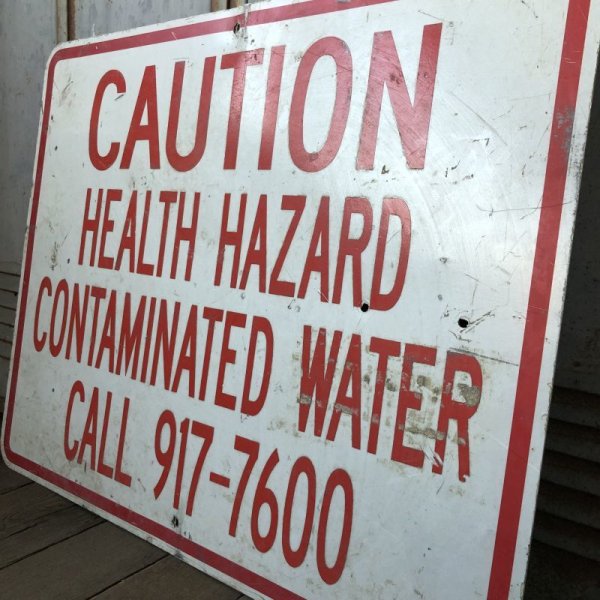 CAUTION
HEALTH HAZARD
CONTAMINATED WATER
CALL 917-7600